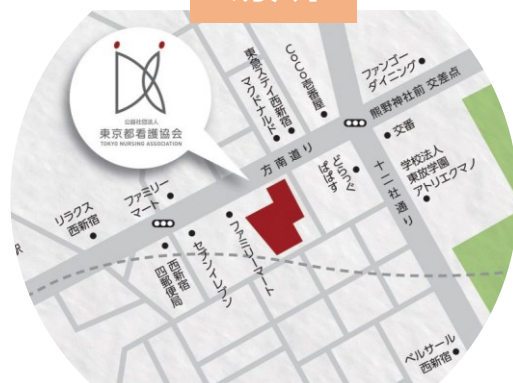 公益社団法人
東京都看護協会
TOKYO NURSING ASSOCIATION
東急ステイ西新宿
マクドナルド
CoCo壱番屋
ファンゴー
ダイニング
熊野神社前 交差点
交番
方南通り
どらっぐ
ぱぱす
十二社通り
学校法人
東放学園
アトリエクマノ
リラクス
西新宿
ファミリー
マート
西新宿
四郵便局
セブンイレブン
ファミリーマート
ベルサール
西新宿